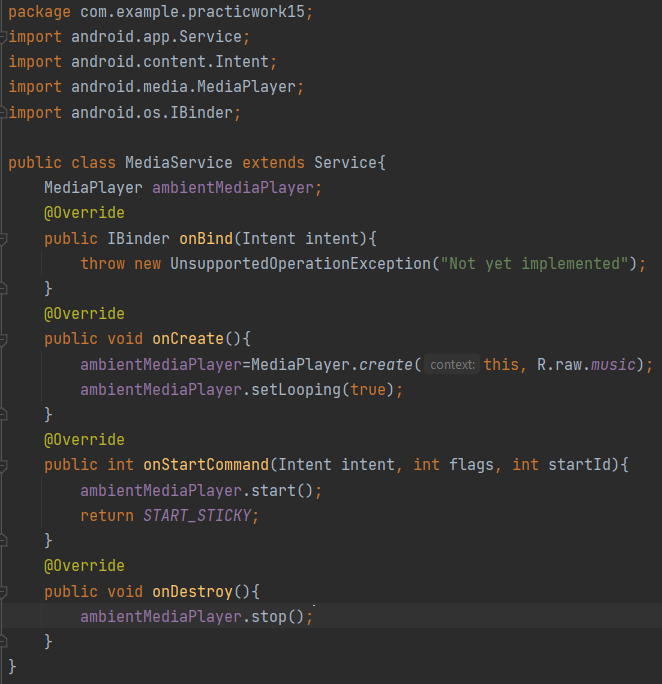 package com.example.practicwork15;
import android.app.Service;
import android.content.Intent;
import android.media.MediaPlayer;
import android.os.IBinder;

public class MediaService extends Service{
    MediaPlayer ambientMediaPlayer;
    @Override
    public IBinder onBind(Intent intent){
        throw new UnsupportedOperationException("Not yet implemented");
    }
    @Override
    public void onCreate(){
        ambientMediaPlayer=MediaPlayer.create( context: this, R.raw.music);
        ambientMediaPlayer.setLooping(true);
    }
    @Override
    public int onStartCommand(Intent intent, int flags, int startId){
        ambientMediaPlayer.start();
        return START_STICKY;
    }
    @Override
    public void onDestroy(){
        ambientMediaPlayer.stop();
    }
}